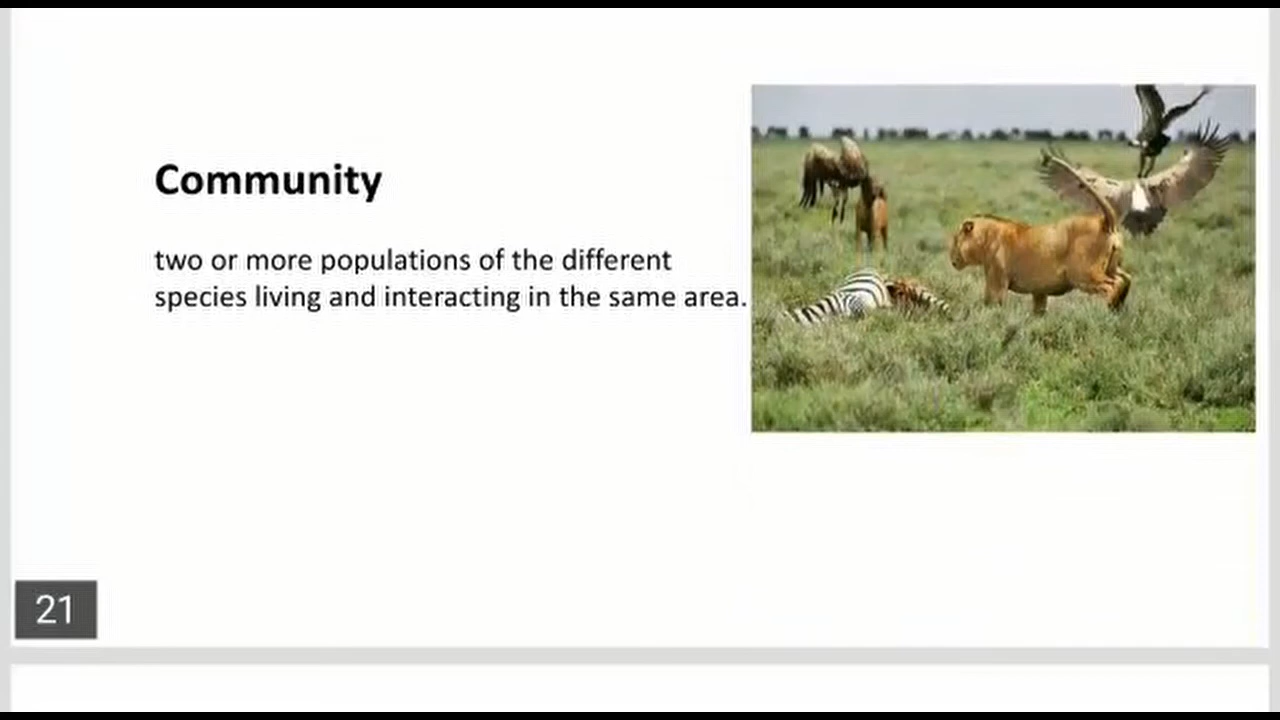 Community
two or more populations of the different
species living and interacting in the same area.
21